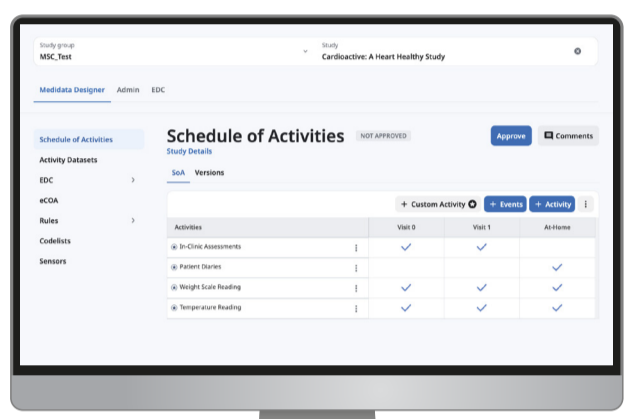 Study group
MSC_Test
Study
Cardioactive: A Heart Healthy Study
Medidata Designer Admin EDC
Schedule of Activities
Activity Datasets
EDC
eCOA
Rules
Codelists
Sensors
Schedule of Activities NOT APPROVED Approve Comments
Study Details
SoA Versions
+ Custom Activity + Events + Activity
Activities Visit 0 Visit 1 At-Home
In-Clinic Assessments
Patient Diaries
Weight Scale Reading
Temperature Reading